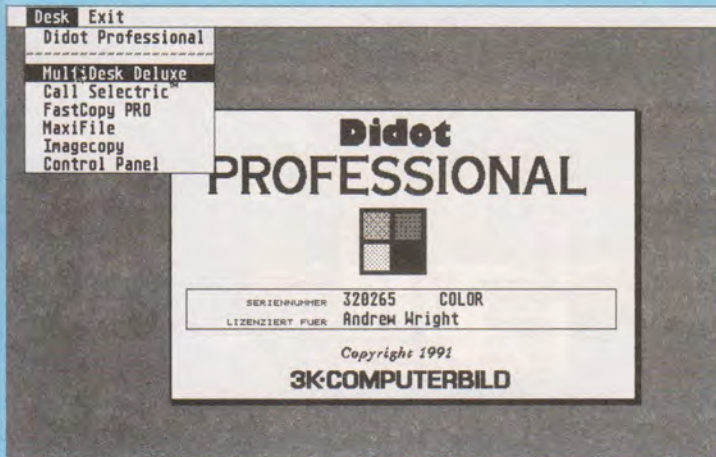 Desk Exit
Didot Professional
MultiDesk Deluxe
Call Selectric™
FastCopy PRO
MaxiFile
Imagecopy
Control Panel
Didot
PROFESSIONAL
SERIENNUMMER 320265 COLOR
LIZENZIERT FUER Andrew Wright
Copyright 1991
3K·COMPUTERBILD